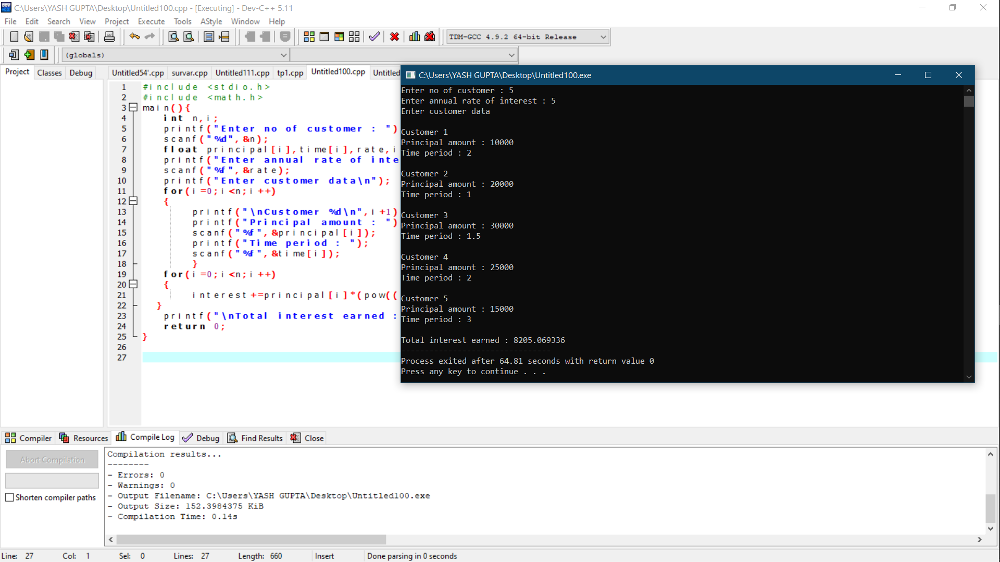 C:\Users\YASH GUPTA\Desktop\Untitled100.cpp - [Executing] - Dev-C++ 5.11
File Edit Search View Project Execute Tools AStyle Window Help
TDM-GCC 4.9.2 64-bit Release
(globals)
Project Classes Debug
Untitled54'.cpp survar.cpp Untitled111.cpp tp1.cpp Untitled100.cpp Untitled
1 #include <stdio.h>
2 #include <math.h>
3 main(){
4 int n,i;
5 printf("Enter no of customer : ")
6 scanf("%d",&n);
7 float principal[i],time[i],rate,i
8 printf("Enter annual rate of inte
9 scanf("%f",&rate);
10 printf("Enter customer data\n");
11 for(i=0;i<n;i++)
12 {
13 printf("\nCustomer %d\n",i+1)
14 printf("Principal amount : ")
15 scanf("%f",&principal[i]);
16 printf("Time period : ");
17 scanf("%f",&time[i]);
18 }
19 for(i=0;i<n;i++)
20 {
21 interest+=principal[i]*(pow((
22 }
23 printf("\nTotal interest earned :
24 return 0;
25 }
26
27
C:\Users\YASH GUPTA\Desktop\Untitled100.exe
Enter no of customer : 5
Enter annual rate of interest : 5
Enter customer data
Customer 1
Principal amount : 10000
Time period : 2
Customer 2
Principal amount : 20000
Time period : 1
Customer 3
Principal amount : 30000
Time period : 1.5
Customer 4
Principal amount : 25000
Time period : 2
Customer 5
Principal amount : 15000
Time period : 3
Total interest earned : 8205.069336
--------------------------------
Process exited after 64.81 seconds with return value 0
Press any key to continue . . .
Compiler Resources Compile Log Debug Find Results Close
Abort Compilation
Shorten compiler paths
Compilation results...
--------
- Errors: 0
- Warnings: 0
- Output Filename: C:\Users\YASH GUPTA\Desktop\Untitled100.exe
- Output Size: 152.3984375 KiB
- Compilation Time: 0.14s
Line: 27 Col: 1 Sel: 0 Lines: 27 Length: 660 Insert Done parsing in 0 seconds